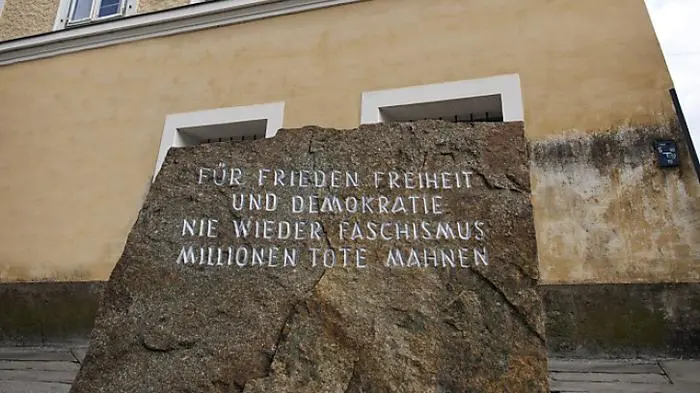 FÜR FRIEDEN FREIHEIT
UND DEMOKRATIE
NIE WIEDER FASCHISMUS
MILLIONEN TOTE MAHNEN